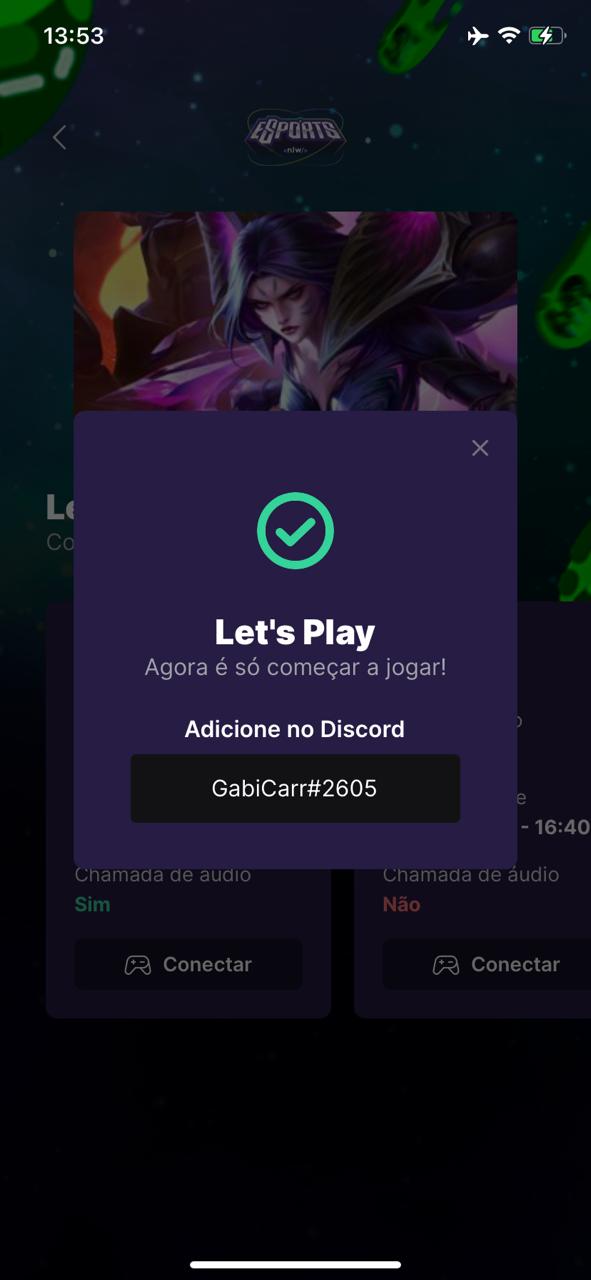 13:53
ESPORTS
<nlw/>
Le
Co
Let's Play
Agora é só começar a jogar!
Adicione no Discord
GabiCarr#2605
o
e
- 16:40
Chamada de áudio
Sim
Conectar
Chamada de áudio
Não
Conectar